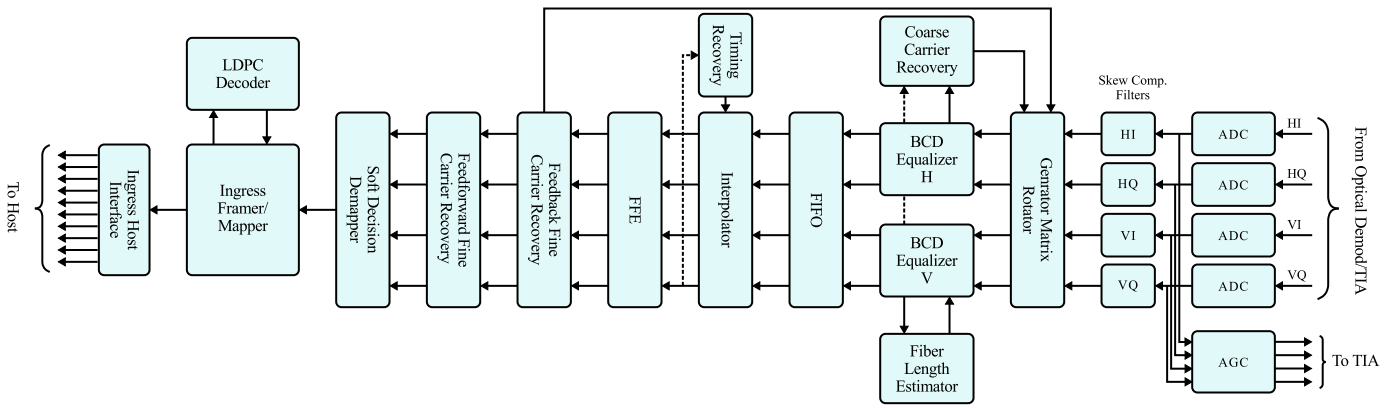 To Host
Ingress Host
Interface
LDPC
Decoder
Ingress
Framer/
Mapper
Soft Decision
Demapper
Feedforward Fine
Carrier Recovery
Feedback Fine
Carrier Recovery
FFE
Timing
Recovery
Interpolator
FIFO
Coarse
Carrier
Recovery
BCD
Equalizer
H
BCD
Equalizer
V
Fiber
Length
Estimator
Genrator Matrix
Rotator
Skew Comp.
Filters
HI
HQ
VI
VQ
ADC
ADC
ADC
ADC
AGC
HI
HQ
VI
VQ
From Optical Demod/TIA
To TIA